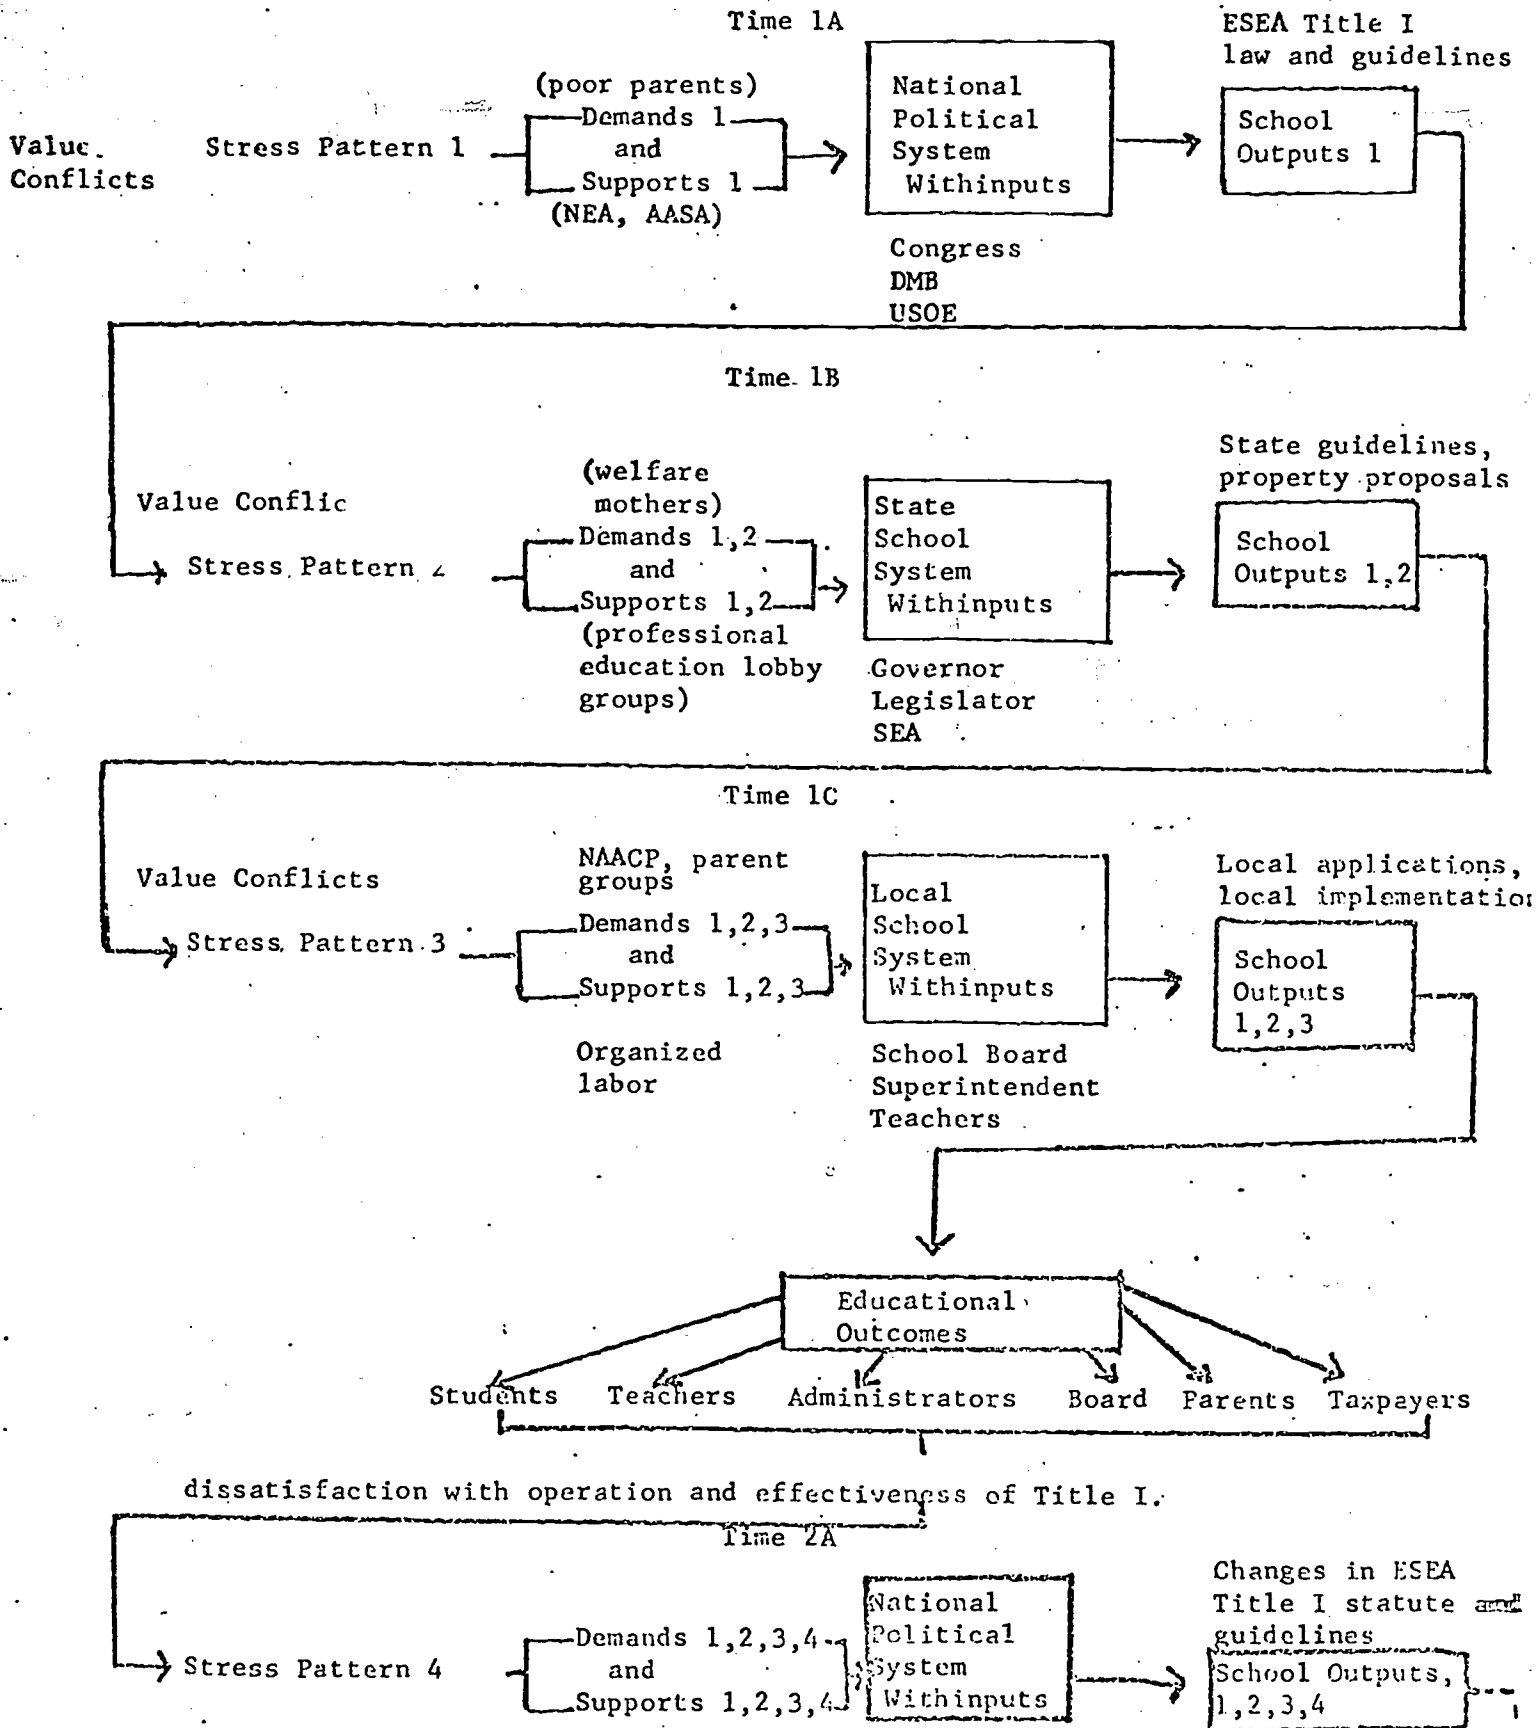 Time 1A
ESEA Title I
law and guidelines
(poor parents)
Value
Conflicts
Stress Pattern 1
Demands 1
and
Supports 1
(NEA, AASA)
National
Political
System
Withinputs
School
Outputs 1
Congress
DMB
USOE
Time 1B
State guidelines,
property proposals
Value Conflic
Stress Pattern
(welfare
mothers)
Demands 1,2
and
Supports 1,2
(professional
education lobby
groups)
State
School
System
Withinputs
School
Outputs 1,2
Governor
Legislator
SEA
Time 1C
Value Conflicts
Stress Pattern 3
NAACP, parent
groups
Demands 1,2,3
and
Supports 1,2,3
Organized
labor
Local
School
System
Withinputs
Local applications,
local implementation
School
Outputs
1,2,3
School Board
Superintendent
Teachers
Educational
Outcomes
Students Teachers Administrators Board Parents Taxpayers
dissatisfaction with operation and effectiveness of Title I.
Time 2A
Stress Pattern 4
Demands 1,2,3,4
and
Supports 1,2,3,4
National
Political
System
Withinputs
Changes in ESEA
Title I statute and
guidelines
School Outputs,
1,2,3,4